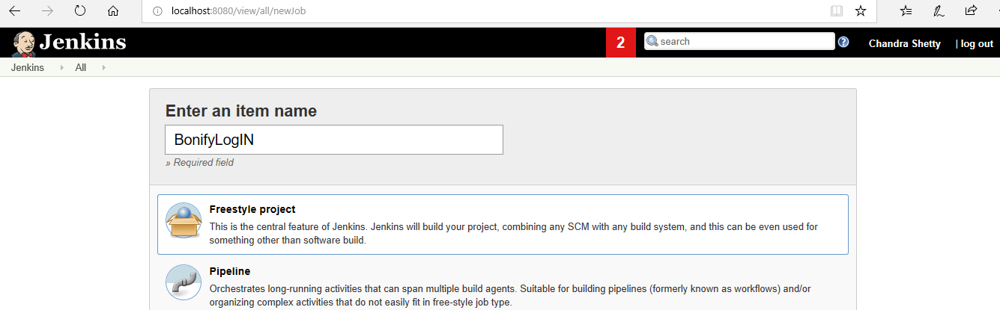 localhost:8080/view/all/newJob
Jenkins 2 search ? Chandra Shetty | log out
Jenkins All
Enter an item name
BonifyLogIN
» Required field
Freestyle project
This is the central feature of Jenkins. Jenkins will build your project, combining any SCM with any build system, and this can be even used for
something other than software build.
Pipeline
Orchestrates long-running activities that can span multiple build agents. Suitable for building pipelines (formerly known as workflows) and/or
organizing complex activities that do not easily fit in free-style job type.